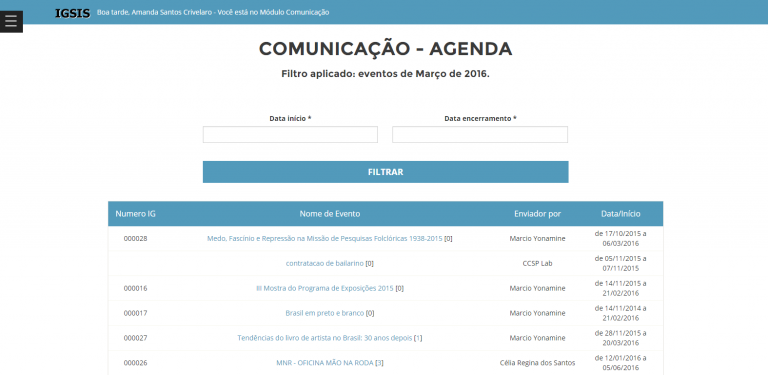 IGSIS Boa tarde, Amanda Santos Crivelaro - Você está no Módulo Comunicação
COMUNICAÇÃO - AGENDA
Filtro aplicado: eventos de Março de 2016.
Data início * Data encerramento *
FILTRAR
Numero IG Nome de Evento Enviador por Data/Início
000028 Medo, Fascínio e Repressão na Missão de Pesquisas Folclóricas 1938-2015 [0] Marcio Yonamine de 17/10/2015 a 06/03/2016
contratacao de bailarino [0] CCSP Lab de 05/11/2015 a 07/11/2015
000016 III Mostra do Programa de Exposições 2015 [0] Marcio Yonamine de 14/11/2015 a 21/02/2016
000017 Brasil em preto e branco [0] Marcio Yonamine de 14/11/2014 a 21/02/2016
000027 Tendências do livro de artista no Brasil: 30 anos depois [1] Marcio Yonamine de 28/11/2015 a 20/03/2016
000026 MNR - OFICINA MÃO NA RODA [3] Célia Regina dos Santos de 12/01/2016 a 05/06/2016